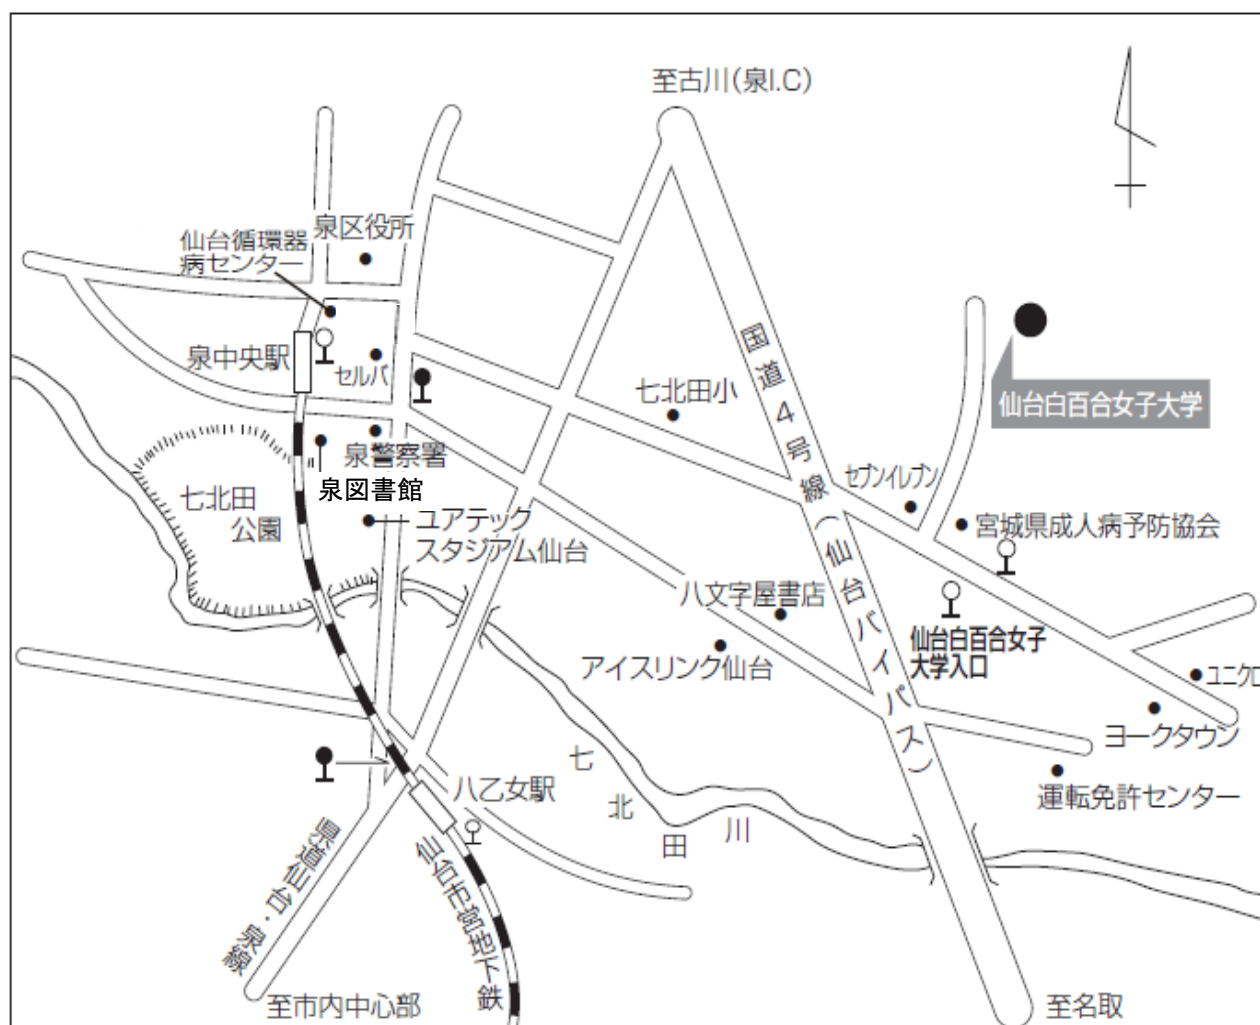 至古川(泉I.C)
泉区役所
仙台循環器
病センター
泉中央駅
セルバ
七北田小
国道4号線(仙台バイパス)
仙台白百合女子大学
泉警察署
泉図書館
七北田
公園
ユアテック
スタジアム仙台
セブンイレブン
宮城県成人病予防協会
八文字屋書店
アイスリンク仙台
仙台白百合女子
大学入口
ユニクロ
ヨークタウン
運転免許センター
七北田川
八乙女駅
県道仙台・泉線
仙台市営地下鉄
至市内中心部
至名取